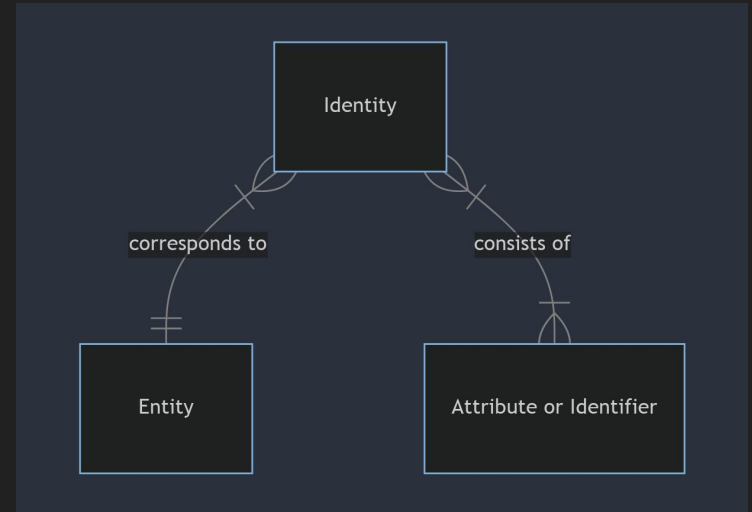 Identity
corresponds to
consists of
Entity
Attribute or Identifier